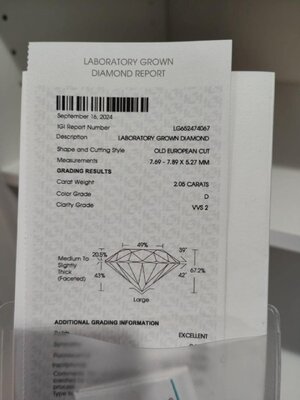 LABORATORY GROWN
DIAMOND REPORT
September 16, 2024
IGI Report Number LG652474067
Description LABORATORY GROWN DIAMOND
Shape and Cutting Style OLD EUROPEAN CUT
Measurements 7.69 - 7.89 X 5.27 MM
GRADING RESULTS
Carat Weight 2.05 CARATS
Color Grade D
Clarity Grade VVS 2
49%
20.5% 39°
Medium To
Slightly
Thick
(Faceted)
43% 42° 67.2%
Large
ADDITIONAL GRADING INFORMATION
EXCELLENT